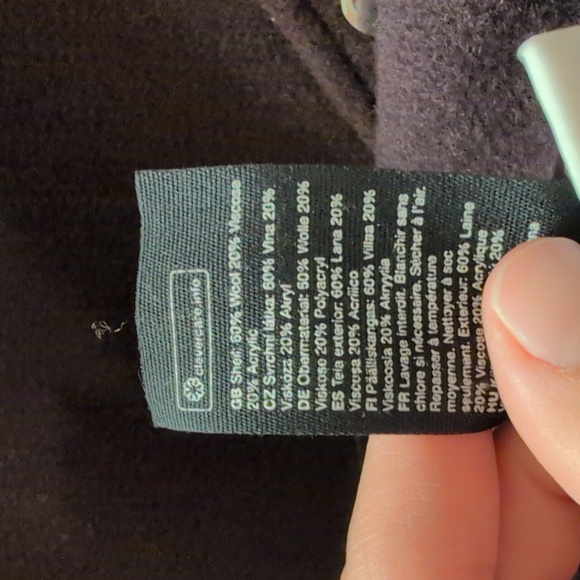 clevercare.info
GB Shell: 60% Wool 20% Viscose
20% Acrylic
CZ Svrchní látka: 60% Vlna 20%
Viskóza 20% Akryl
DE Obermaterial: 60% Wolle 20%
Viskose 20% Polyacryl
ES Tela exterior: 60% Lana 20%
Viscosa 20% Acrílico
FI Päälliskangas: 60% Villaa 20%
Viskoosia 20% Akryylia
FR Lavage interdit. Blanchir sans
chlore si nécessaire. Sécher à l'air.
Repasser à température
moyenne. Nettoyer à sec
seulement. Extérieur: 60% Laine
20% Viscose 20% Acrylique
20%